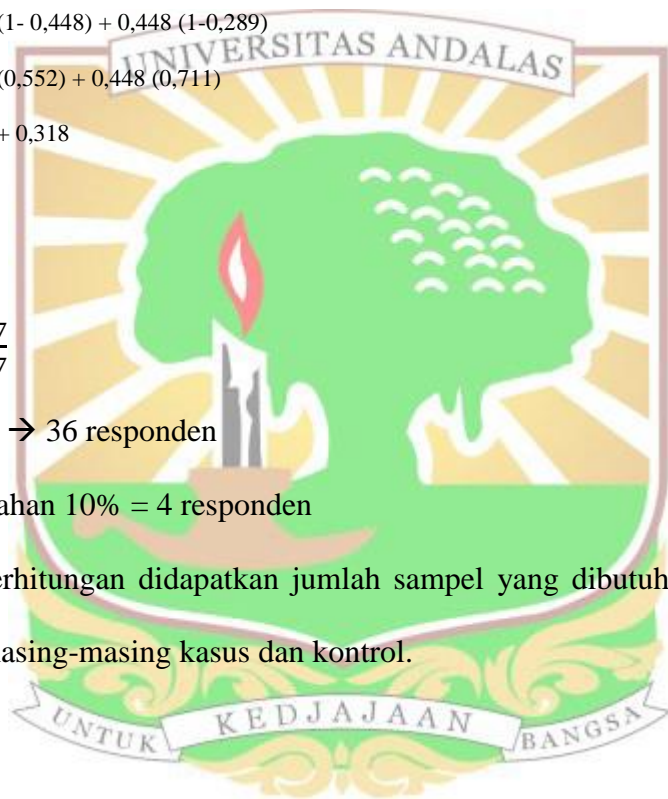 (1- 0,448) + 0,448 (1-0,289)
UNIVERSITAS ANDALAS
(0,552) + 0,448 (0,711)
+ 0,318
7
7
→ 36 responden
ahan 10% = 4 responden
erhitungan didapatkan jumlah sampel yang dibutuh
asing-masing kasus dan kontrol.
UNTUK KEDJAJAAN BANGSA